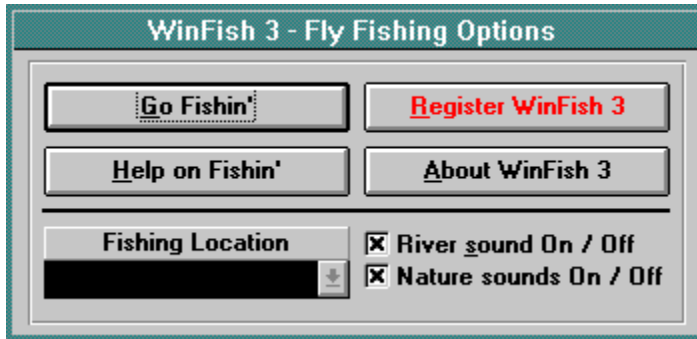 WinFish 3 - Fly Fishing Options
Go Fishin' Register WinFish 3
Help on Fishin' About WinFish 3
Fishing Location River sound On / Off
Nature sounds On / Off